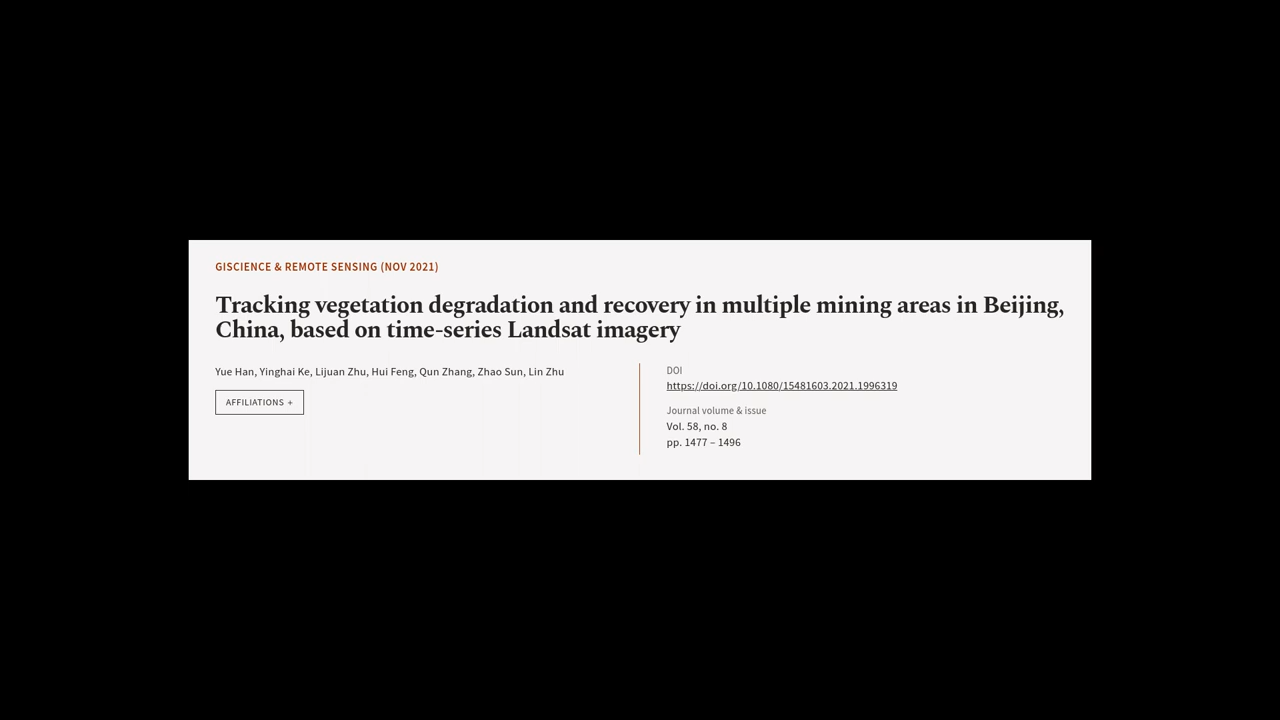 GISCIENCE & REMOTE SENSING (NOV 2021)
Tracking vegetation degradation and recovery in multiple mining areas in Beijing,
China, based on time-series Landsat imagery
Yue Han, Yinghai Ke, Lijuan Zhu, Hui Feng, Qun Zhang, Zhao Sun, Lin Zhu
AFFILIATIONS +
DOI
https://doi.org/10.1080/15481603.2021.1996319
Journal volume & issue
Vol. 58, no. 8
pp. 1477 – 1496